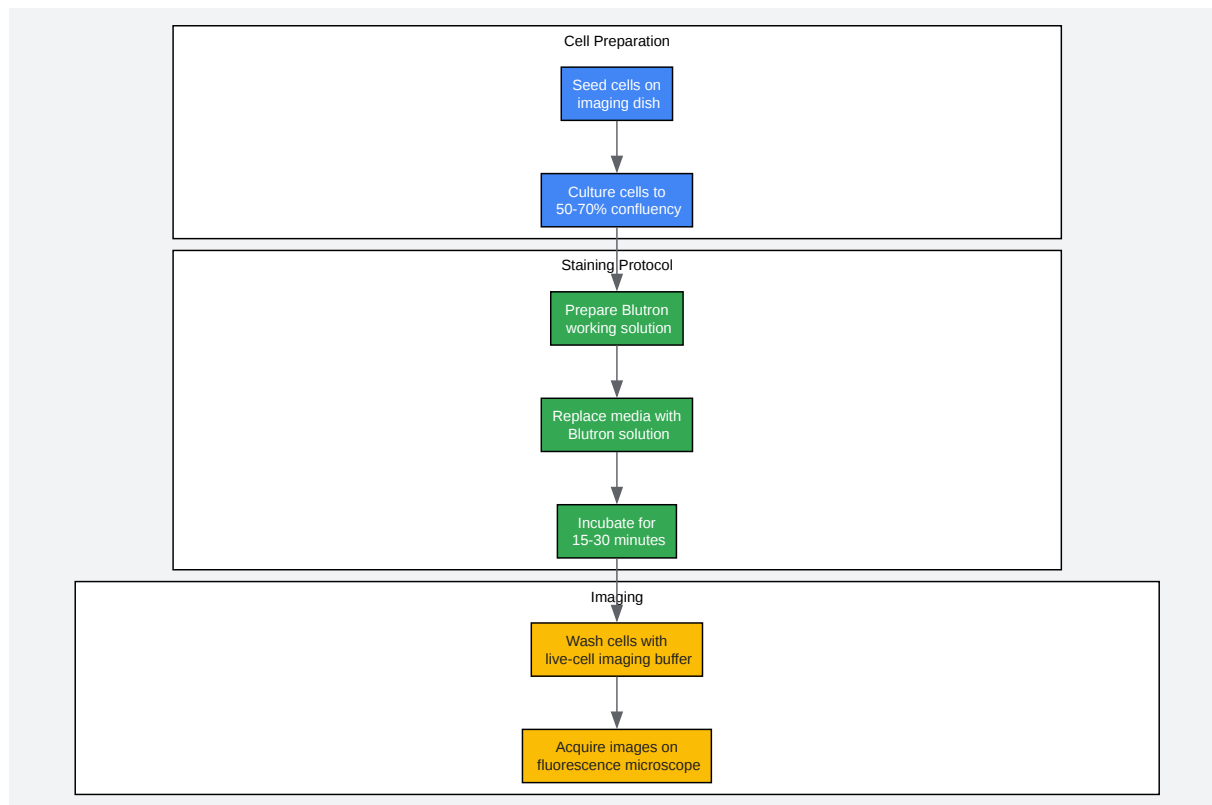 Cell Preparation
Seed cells on
imaging dish
Culture cells to
50-70% confluency
Staining Protocol
Prepare Blutron
working solution
Replace media with
Blutron solution
Incubate for
15-30 minutes
Imaging
Wash cells with
live-cell imaging buffer
Acquire images on
fluorescence microscope